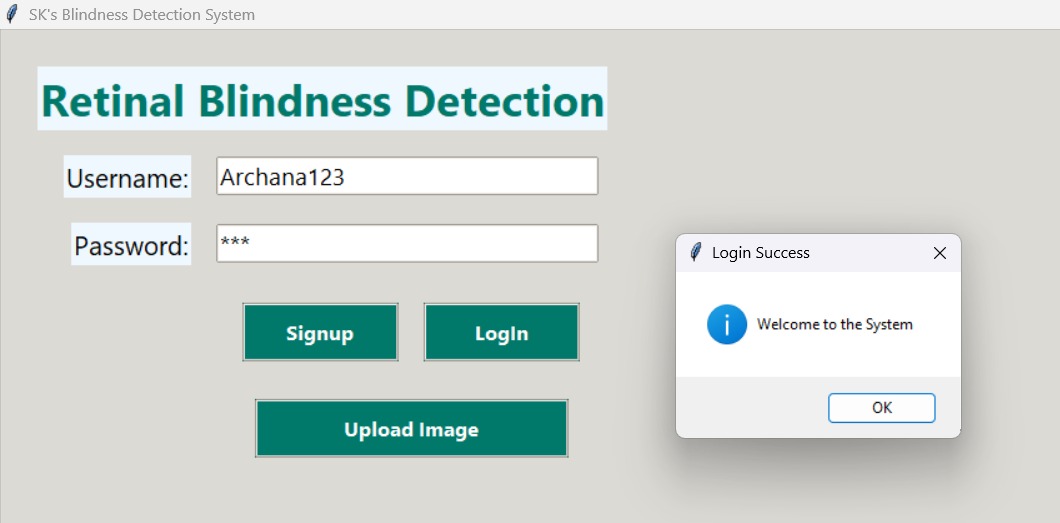 SK's Blindness Detection System
Retinal Blindness Detection
Username: Archana123
Password: ***
Signup LogIn
Upload Image
Login Success
Welcome to the System
OK